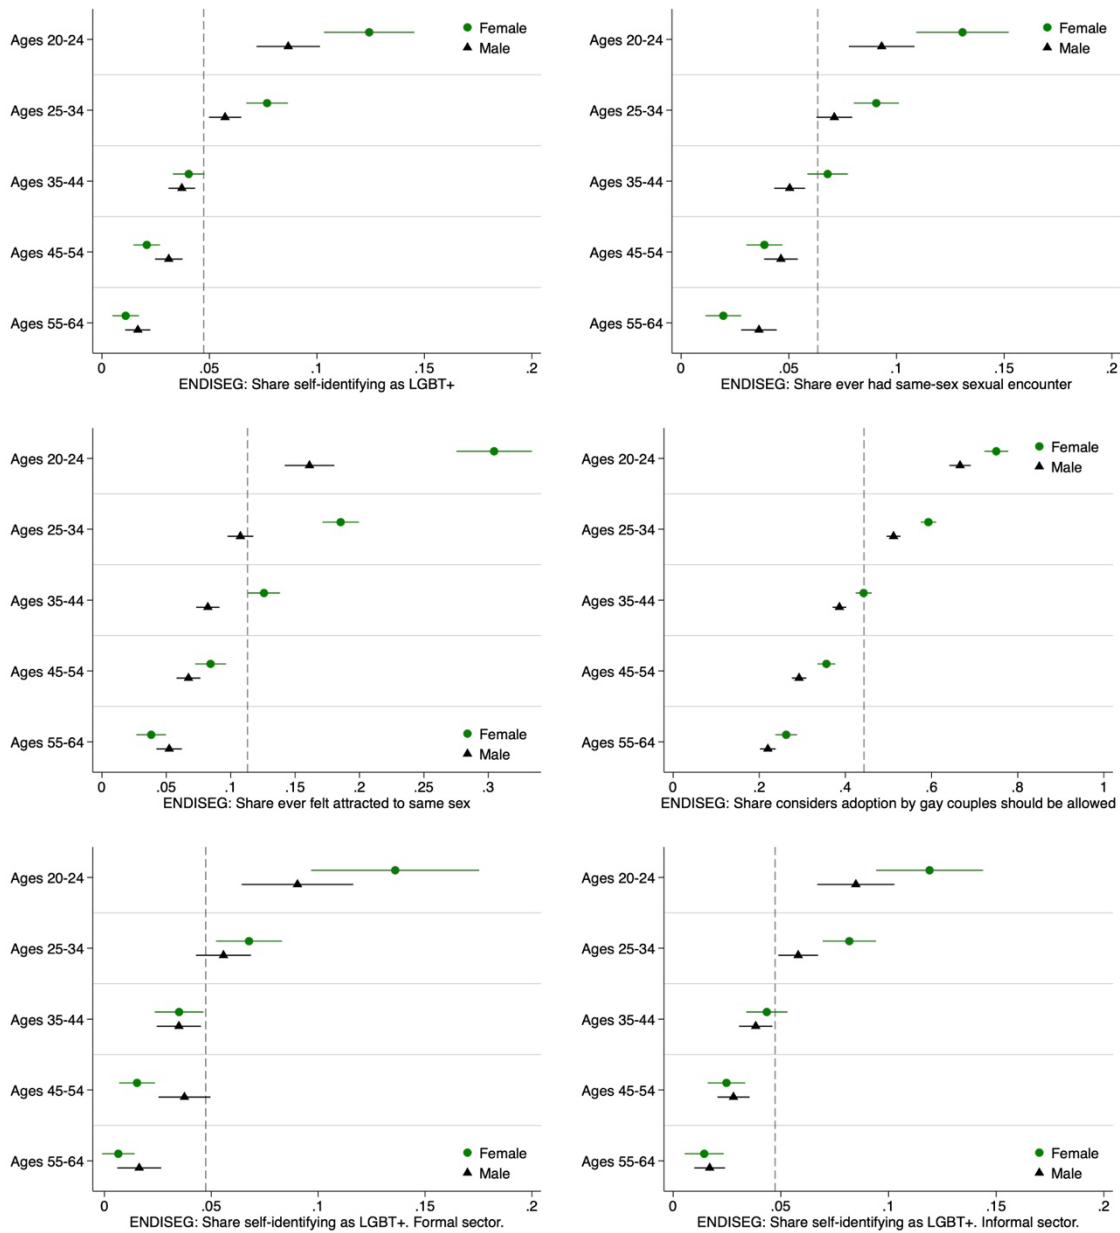 Female
Male
Ages 20-24
Ages 25-34
Ages 35-44
Ages 45-54
Ages 55-64
0 .05 .1 .15 .2
ENDISEG: Share self-identifying as LGBT+
Female
Male
Ages 20-24
Ages 25-34
Ages 35-44
Ages 45-54
Ages 55-64
0 .05 .1 .15 .2
ENDISEG: Share ever had same-sex sexual encounter
Ages 20-24
Ages 25-34
Ages 35-44
Ages 45-54
Ages 55-64
Female
Male
0 .05 .1 .15 .2 .25 .3
ENDISEG: Share ever felt attracted to same sex
Female
Male
Ages 20-24
Ages 25-34
Ages 35-44
Ages 45-54
Ages 55-64
0 .2 .4 .6 .8 1
ENDISEG: Share considers adoption by gay couples should be allowed
Ages 20-24
Ages 25-34
Ages 35-44
Ages 45-54
Ages 55-64
Female
Male
0 .05 .1 .15 .2
ENDISEG: Share self-identifying as LGBT+. Formal sector.
Ages 20-24
Ages 25-34
Ages 35-44
Ages 45-54
Ages 55-64
Female
Male
0 .05 .1 .15 .2
ENDISEG: Share self-identifying as LGBT+. Informal sector.